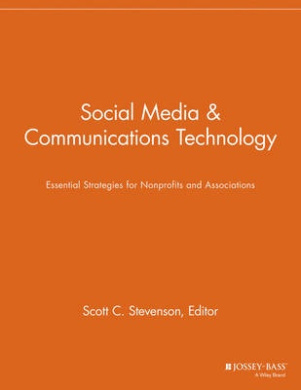 Social Media &
Communications Technology
Essential Strategies for Nonprofits and Associations
Scott C. Stevenson, Editor
JOSSEY-BASS
A Wiley Brand